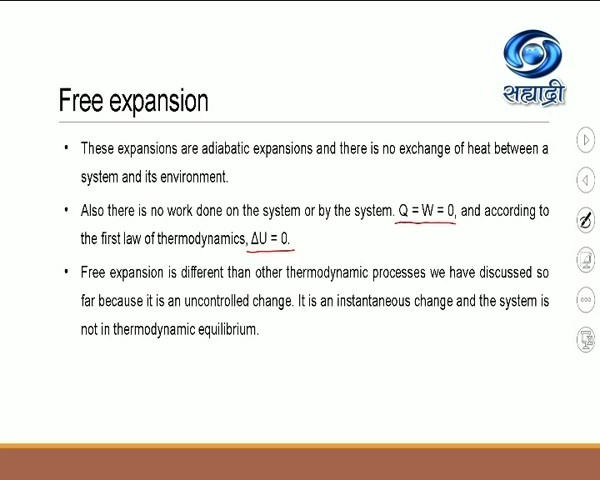 सह्याद्री
Free expansion
• These expansions are adiabatic expansions and there is no exchange of heat between a
system and its environment.
• Also there is no work done on the system or by the system. Q = W = 0, and according to
the first law of thermodynamics, ΔU = 0.
• Free expansion is different than other thermodynamic processes we have discussed so
far because it is an uncontrolled change. It is an instantaneous change and the system is
not in thermodynamic equilibrium.